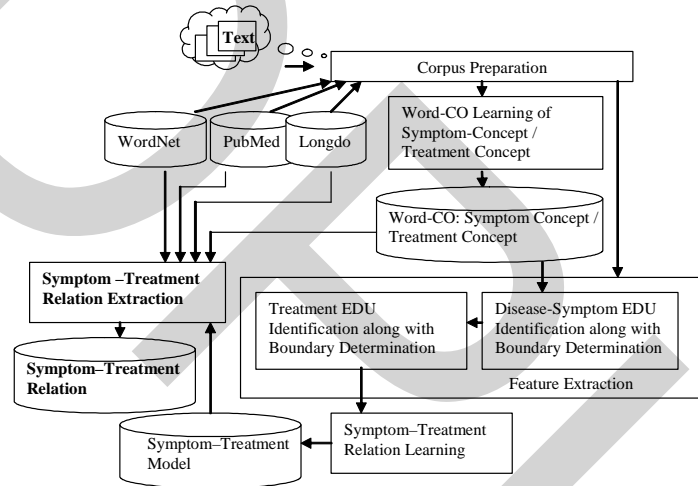 Text
Corpus Preparation
WordNet
PubMed
Longdo
Word-CO Learning of
Symptom-Concept /
Treatment Concept
Word-CO: Symptom Concept /
Treatment Concept
Symptom –Treatment
Relation Extraction
Treatment EDU
Identification along with
Boundary Determination
Disease-Symptom EDU
Identification along with
Boundary Determination
Feature Extraction
Symptom–Treatment
Relation
Symptom–Treatment
Model
Symptom–Treatment
Relation Learning